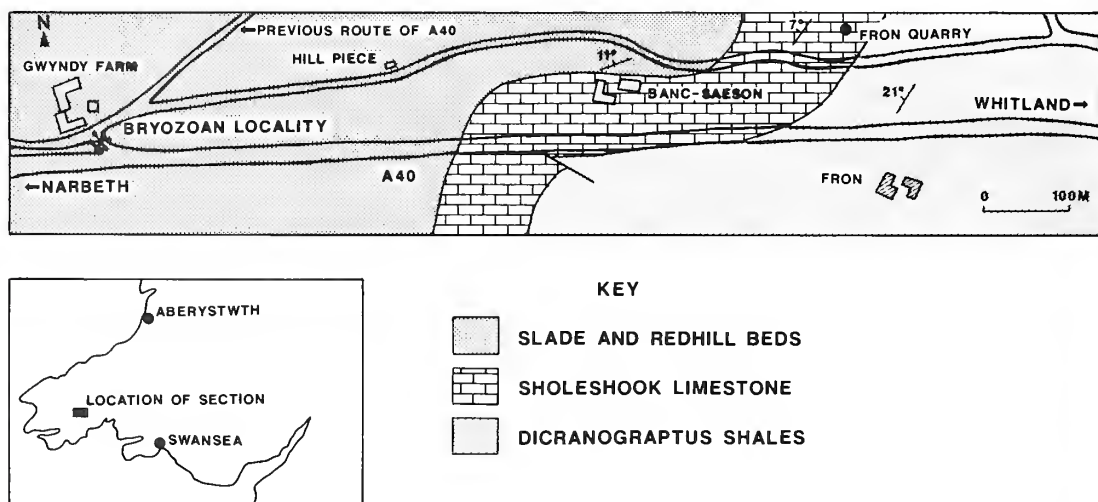 N
←PREVIOUS ROUTE OF A40
7°
FRON QUARRY
GWYNDY FARM
HILL PIECE
11°
BANC-SAESON
21°
WHITLAND→
BRYOZOAN LOCALITY
←NARBETH
A40
FRON
0 100M
ABERYSTWTH
LOCATION OF SECTION
SWANSEA
KEY
SLADE AND REDHILL BEDS
SHOLESHOOK LIMESTONE
DICRANOGRAPTUS SHALES